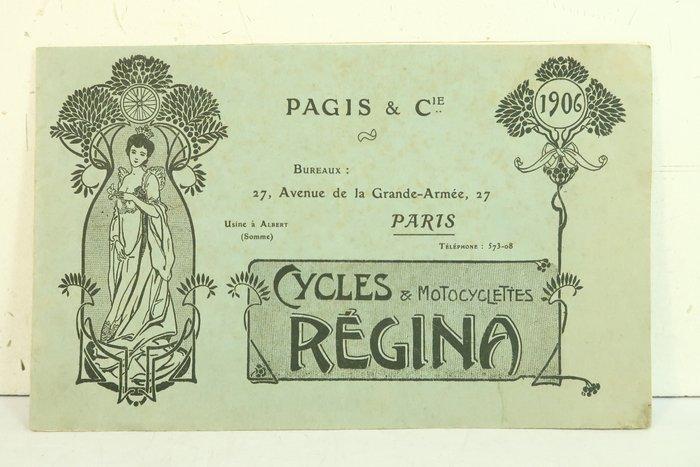 PAGIS & CIE
1906
BUREAUX :
27, Avenue de la Grande-Armée, 27
USINE À ALBERT
(Somme)
PARIS
TÉLÉPHONE : 573-08
CYCLES & MOTOCYCLETTES
RÉGINA